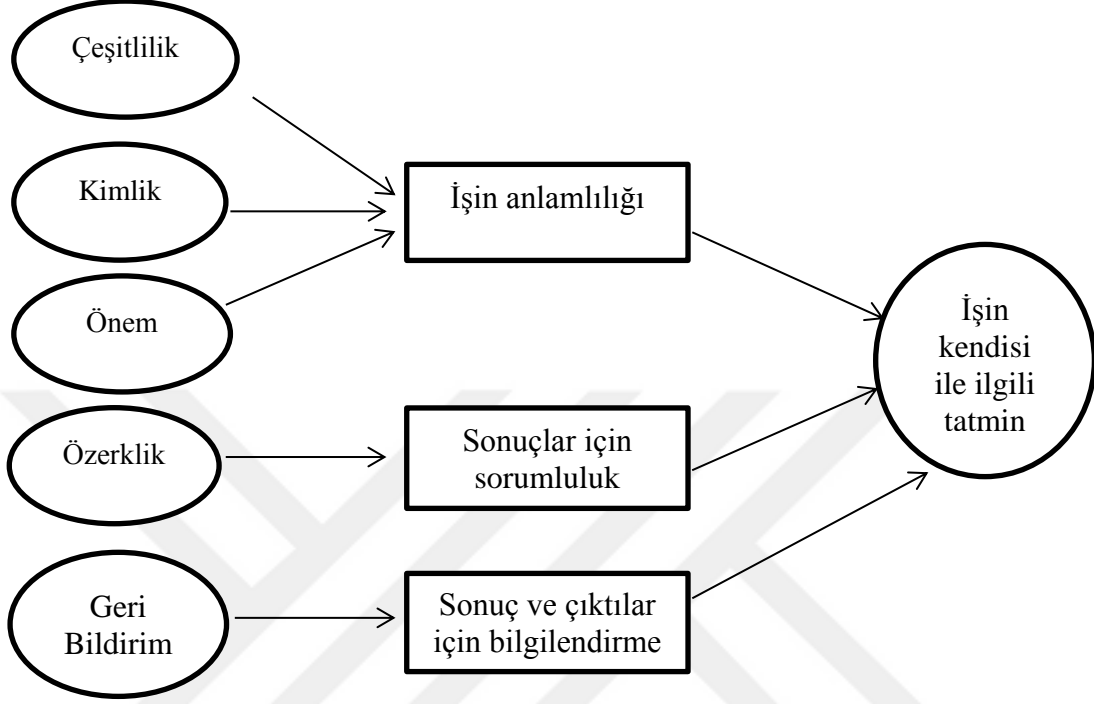 Çeşitlilik
Kimlik
Önem
Özerklik
Geri
Bildirim
İşin anlamlılığı
Sonuçlar için
sorumluluk
Sonuç ve çıktılar
için bilgilendirme
İşin
kendisi
ile ilgili
tatmin